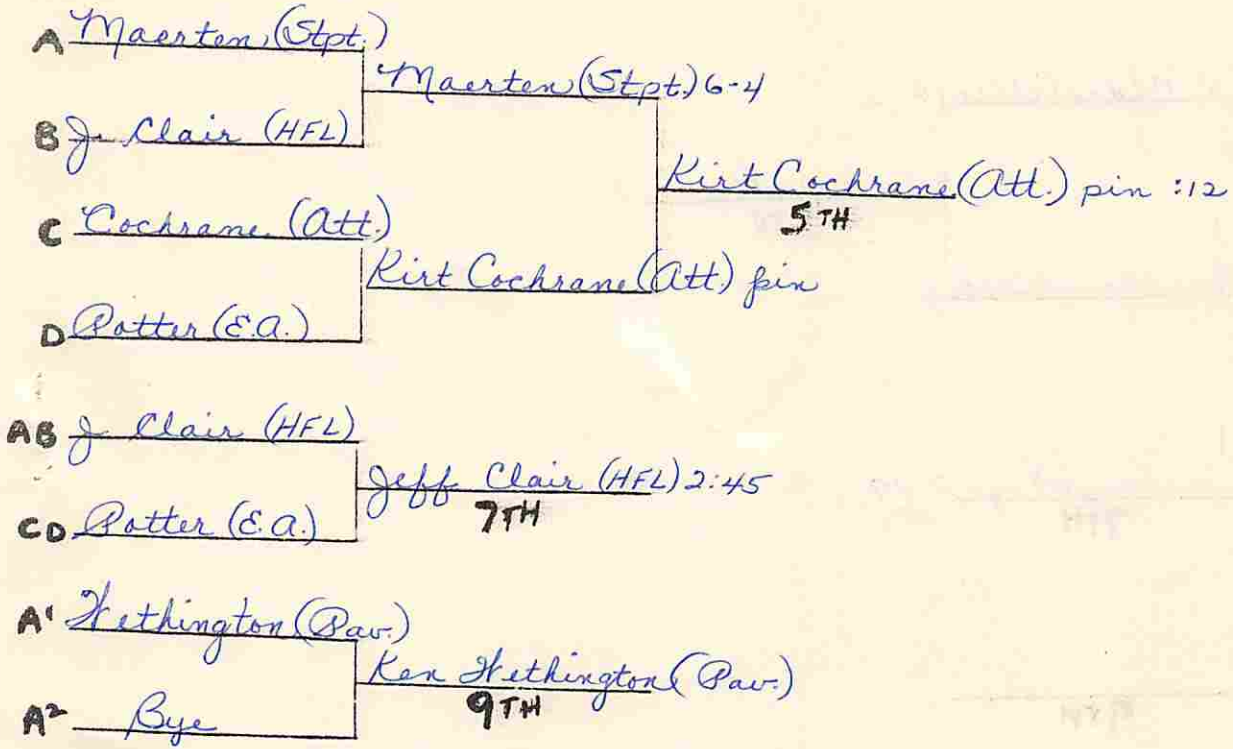 A Maerten (Stpt.)
Maerten (Stpt.) 6-4
B J. Clair (HFL)
Kirt Cochrane (Att.) pin :12
5TH
C Cochrane (Att.)
Kirt Cochrane (Att.) pin
D Potter (E.A.)
AB J Clair (HFL)
Jeff Clair (HFL) 2:45
7TH
CD Potter (E.A.)
A¹ Hethington (Pav.)
Ken Hethington (Pav.)
9TH
A² Bye